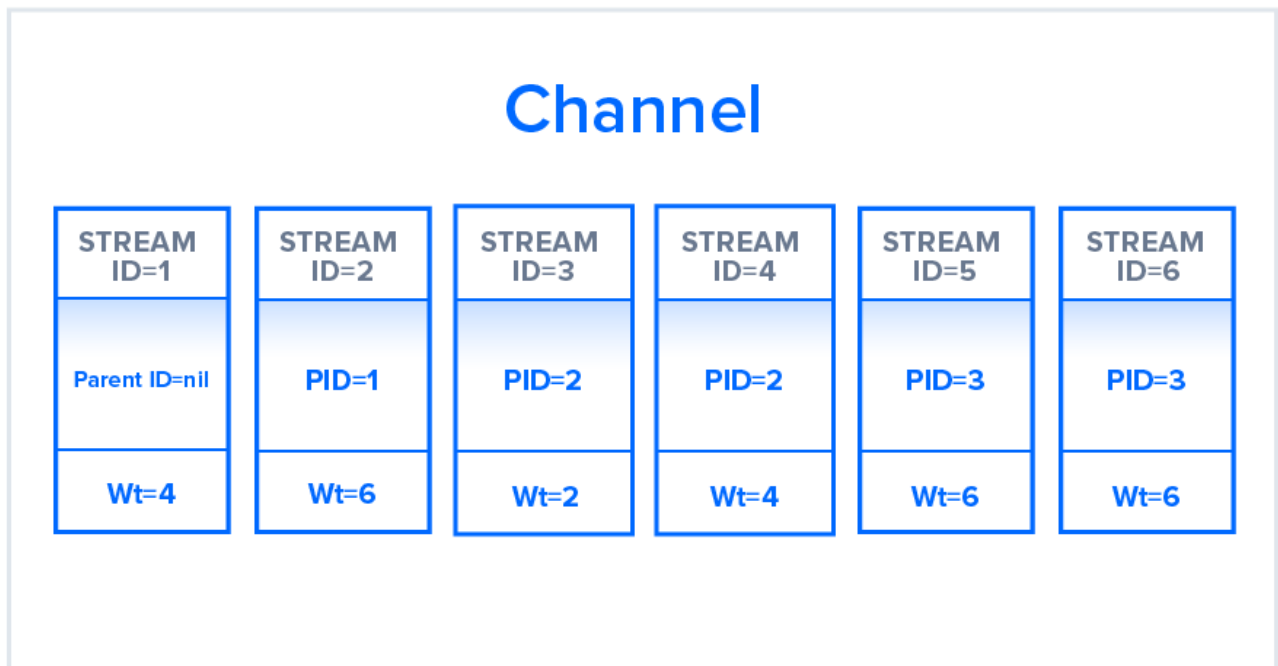 Channel
STREAM
ID=1
Parent ID=nil
Wt=4
STREAM
ID=2
PID=1
Wt=6
STREAM
ID=3
PID=2
Wt=2
STREAM
ID=4
PID=2
Wt=4
STREAM
ID=5
PID=3
Wt=6
STREAM
ID=6
PID=3
Wt=6